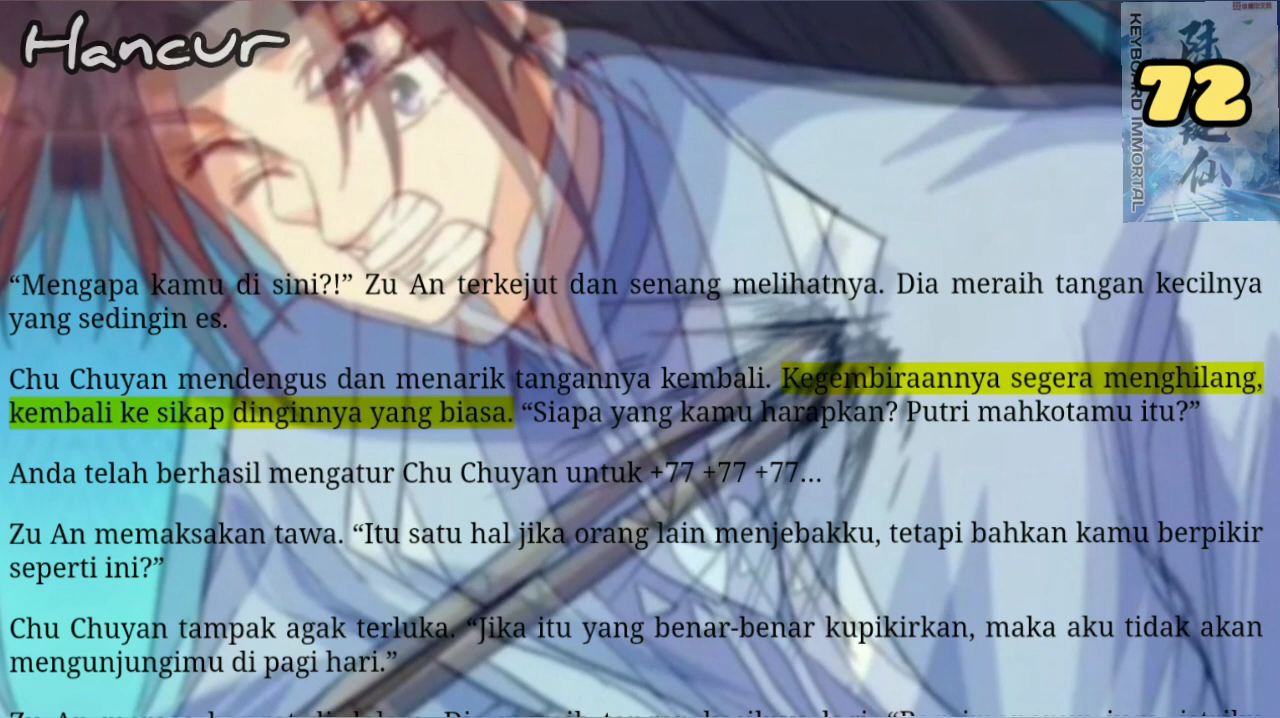 Hancur
72
KEYBOARD IMMORTAL
仙
“Mengapa kamu di sini?!” Zu An terkejut dan senang melihatnya. Dia meraih tangan kecilnya
yang sedingin es.
Chu Chuyan mendengus dan menarik tangannya kembali. Kegembiraannya segera menghilang,
kembali ke sikap dinginnya yang biasa. “Siapa yang kamu harapkan? Putri mahkotamu itu?”
Anda telah berhasil mengatur Chu Chuyan untuk +77 +77 +77…
Zu An memaksakan tawa. “Itu satu hal jika orang lain menjebakku, tetapi bahkan kamu berpikir
seperti ini?”
Chu Chuyan tampak agak terluka. “Jika itu yang benar-benar kupikirkan, maka aku tidak akan
mengunjungimu di pagi hari.”